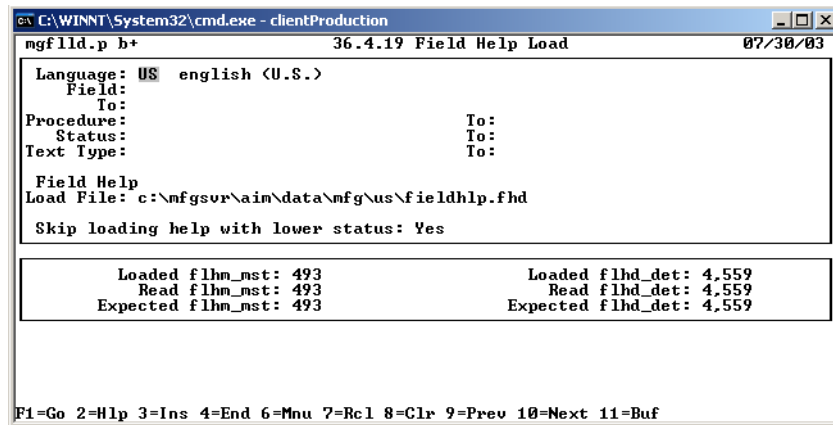 C:\WINNT\System32\cmd.exe - clientProduction
mgflld.p b+ 36.4.19 Field Help Load 07/30/03
Language: US english (U.S.)
Field:
To:
Procedure: To:
Status: To:
Text Type: To:
Field Help
Load File: c:\mfgsvr\aim\data\mfg\us\fieldhlp.fhd
Skip loading help with lower status: Yes
Loaded flhm_mst: 493 Loaded flhd_det: 4,559
Read flhm_mst: 493 Read flhd_det: 4,559
Expected flhm_mst: 493 Expected flhd_det: 4,559
F1=Go 2=Hlp 3=Ins 4=End 6=Mnu 7=Rcl 8=Clr 9=Prev 10=Next 11=Buf